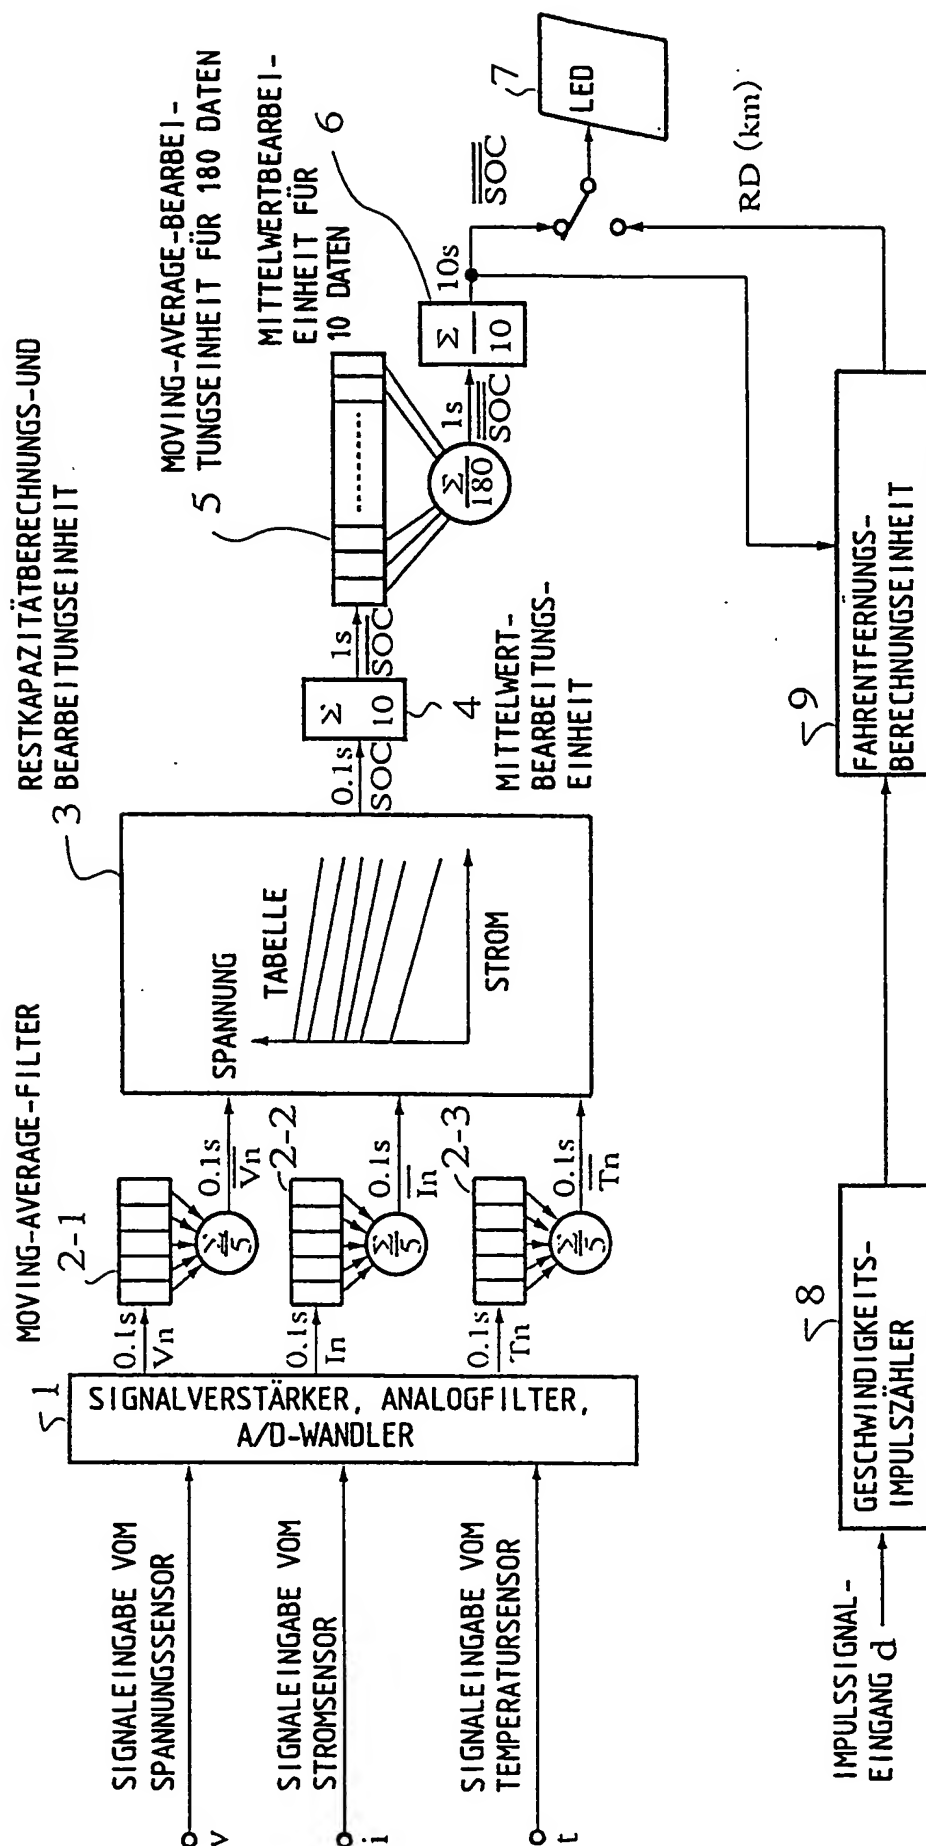 SIGNALEINGABE VOM
SPANNUNGSSENSOR
v
SIGNALEINGABE VOM
STROMSENSOR
i
SIGNALEINGABE VOM
TEMPERATURSENSOR
t
1
SIGNALVERSTÄRKER, ANALOGFILTER,
A/D-WANDLER
MOVING-AVERAGE-FILTER
0.1s
Vn
2-1
Σ
5
0.1s
Vn
0.1s
In
2-2
Σ
5
0.1s
In
0.1s
Tn
2-3
Σ
5
0.1s
Tn
RESTKAPAZITÄTBERECHNUNGS-UND
3 BEARBEITUNGSEINHEIT
SPANNUNG
TABELLE
STROM
0.1s
SOC
Σ
10
4
MITTELWERT-
BEARBEITUNGS-
EINHEIT
1s
SOC
MOVING-AVERAGE-BEARBEI-
TUNGSEINHEIT FÜR 180 DATEN
5
Σ
180
1s
SOC
MITTELWERTBEARBEI-
EINHEIT FÜR
10 DATEN
6
Σ
10
10s
SOC
7
LED
RD (km)
IMPULSSIGNAL-
EINGANG d
8
GESCHWINDIGKEITS-
IMPULSZÄHLER
9
FAHRENTFERNUNGS-
BERECHNUNGSEINHEIT